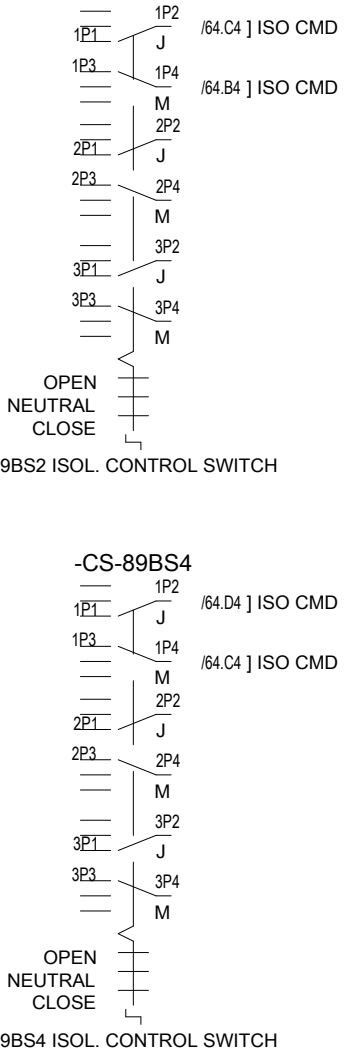 1P2
/64.C4 ] ISO CMD
1P1
J
1P3
1P4
/64.B4 ] ISO CMD
M
2P2
2P1
J
2P3
2P4
M
3P2
3P1
J
3P3
3P4
M
OPEN
NEUTRAL
CLOSE
9BS2 ISOL. CONTROL SWITCH
-CS-89BS4
1P2
/64.D4 ] ISO CMD
1P1
J
1P3
1P4
/64.C4 ] ISO CMD
M
2P2
2P1
J
2P3
2P4
M
3P2
3P1
J
3P3
3P4
M
OPEN
NEUTRAL
CLOSE
9BS4 ISOL. CONTROL SWITCH